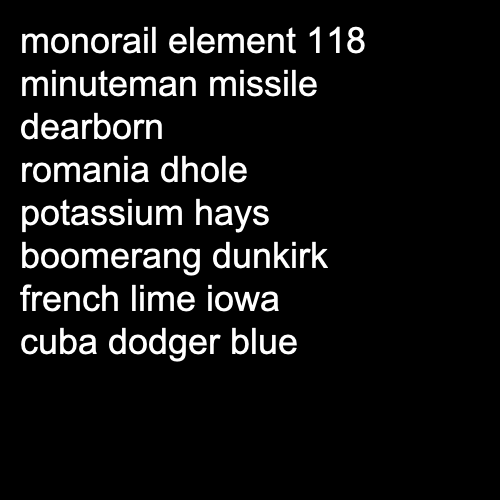 monorail element 118
minuteman missile
dearborn
romania dhole
potassium hays
boomerang dunkirk
french lime iowa
cuba dodger blue